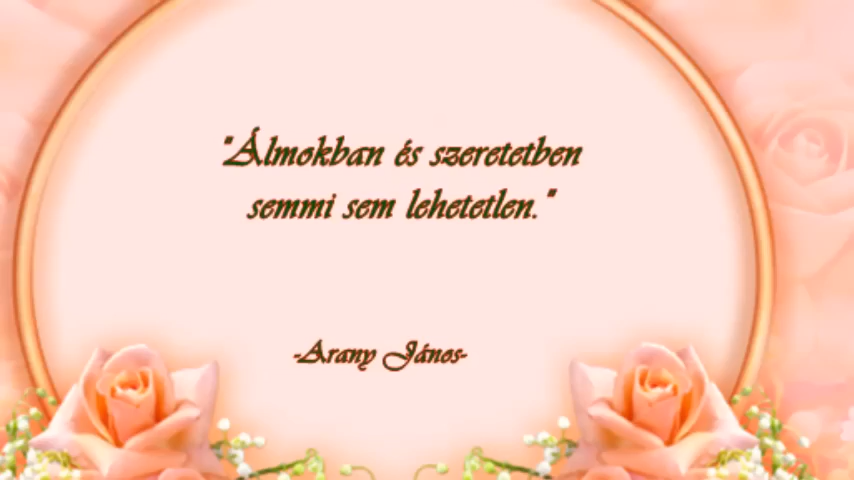 "Álmokban és szeretetben
semmi sem lehetetlen."
-Arany János-